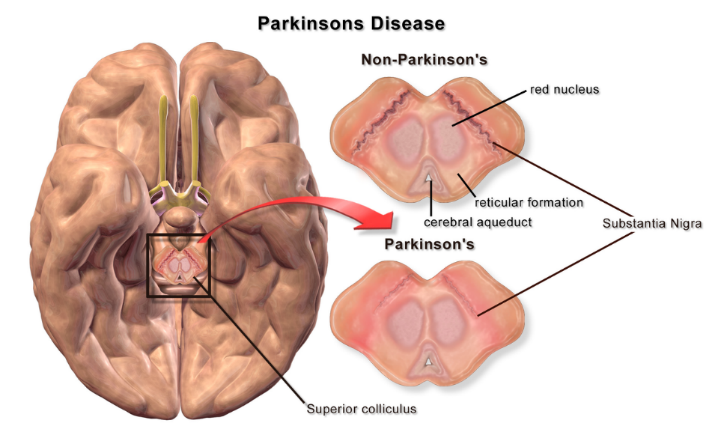 Parkinsons Disease
Non-Parkinson's
red nucleus
reticular formation
cerebral aqueduct
Substantia Nigra
Parkinson's
Superior colliculus